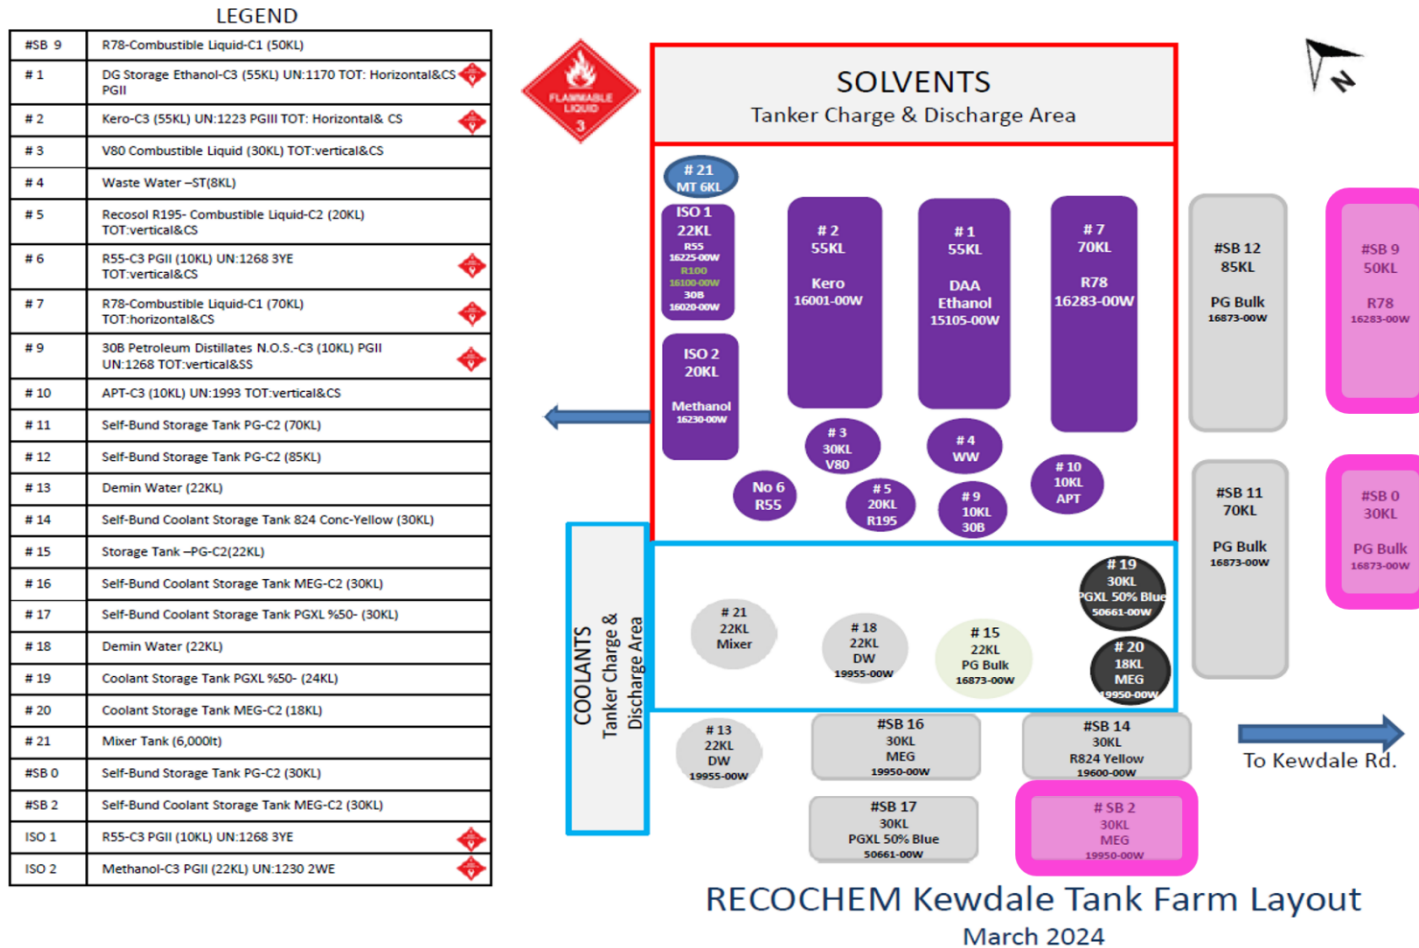 LEGEND
#SB 9 R78-Combustible Liquid-C1 (50KL)
# 1 DG Storage Ethanol-C3 (55KL) UN:1170 TOT: Horizontal&CS
PGII
# 2 Kero-C3 (55KL) UN:1223 PGIII TOT: Horizontal& CS
# 3 V80 Combustible Liquid (30KL) TOT:vertical&CS
# 4 Waste Water –ST(8KL)
# 5 Recosol R195- Combustible Liquid-C2 (20KL)
TOT:vertical&CS
# 6 R55-C3 PGII (10KL) UN:1268 3YE
TOT:vertical&CS
# 7 R78-Combustible Liquid-C1 (70KL)
TOT:horizontal&CS
# 9 30B Petroleum Distillates N.O.S.-C3 (10KL) PGII
UN:1268 TOT:vertical&SS
# 10 APT-C3 (10KL) UN:1993 TOT:vertical&CS
# 11 Self-Bund Storage Tank PG-C2 (70KL)
# 12 Self-Bund Storage Tank PG-C2 (85KL)
# 13 Demin Water (22KL)
# 14 Self-Bund Coolant Storage Tank 824 Conc-Yellow (30KL)
# 15 Storage Tank –PG-C2(22KL)
# 16 Self-Bund Coolant Storage Tank MEG-C2 (30KL)
# 17 Self-Bund Coolant Storage Tank PGXL %50- (30KL)
# 18 Demin Water (22KL)
# 19 Coolant Storage Tank PGXL %50- (24KL)
# 20 Coolant Storage Tank MEG-C2 (18KL)
# 21 Mixer Tank (6,000lt)
#SB 0 Self-Bund Storage Tank PG-C2 (30KL)
#SB 2 Self-Bund Coolant Storage Tank MEG-C2 (30KL)
ISO 1 R55-C3 PGII (10KL) UN:1268 3YE
ISO 2 Methanol-C3 PGII (22KL) UN:1230 2WE
FLAMMABLE
LIQUID
3
SOLVENTS
Tanker Charge & Discharge Area
N
# 21
MT 6KL
ISO 1
22KL
R55
16225-00W
R100
16100-00W
30B
16020-00W
ISO 2
20KL
Methanol
16230-00W
# 2
55KL
Kero
16001-00W
# 1
55KL
DAA
Ethanol
15105-00W
# 7
70KL
R78
16283-00W
#SB 12
85KL
PG Bulk
16873-00W
#SB 9
50KL
R78
16283-00W
# 3
30KL
V80
# 4
WW
No 6
R55
# 5
20KL
R195
# 9
10KL
30B
# 10
10KL
APT
#SB 11
70KL
PG Bulk
16873-00W
#SB 0
30KL
PG Bulk
16873-00W
COOLANTS
Tanker Charge &
Discharge Area
# 21
22KL
Mixer
# 18
22KL
DW
19955-00W
# 15
22KL
PG Bulk
16873-00W
# 19
30KL
PGXL 50% Blue
50661-00W
# 20
18KL
MEG
19950-00W
# 13
22KL
DW
19955-00W
#SB 16
30KL
MEG
19950-00W
#SB 14
30KL
R824 Yellow
19600-00W
#SB 17
30KL
PGXL 50% Blue
50661-00W
# SB 2
30KL
MEG
19950-00W
To Kewdale Rd.
RECOCHEM Kewdale Tank Farm Layout
March 2024